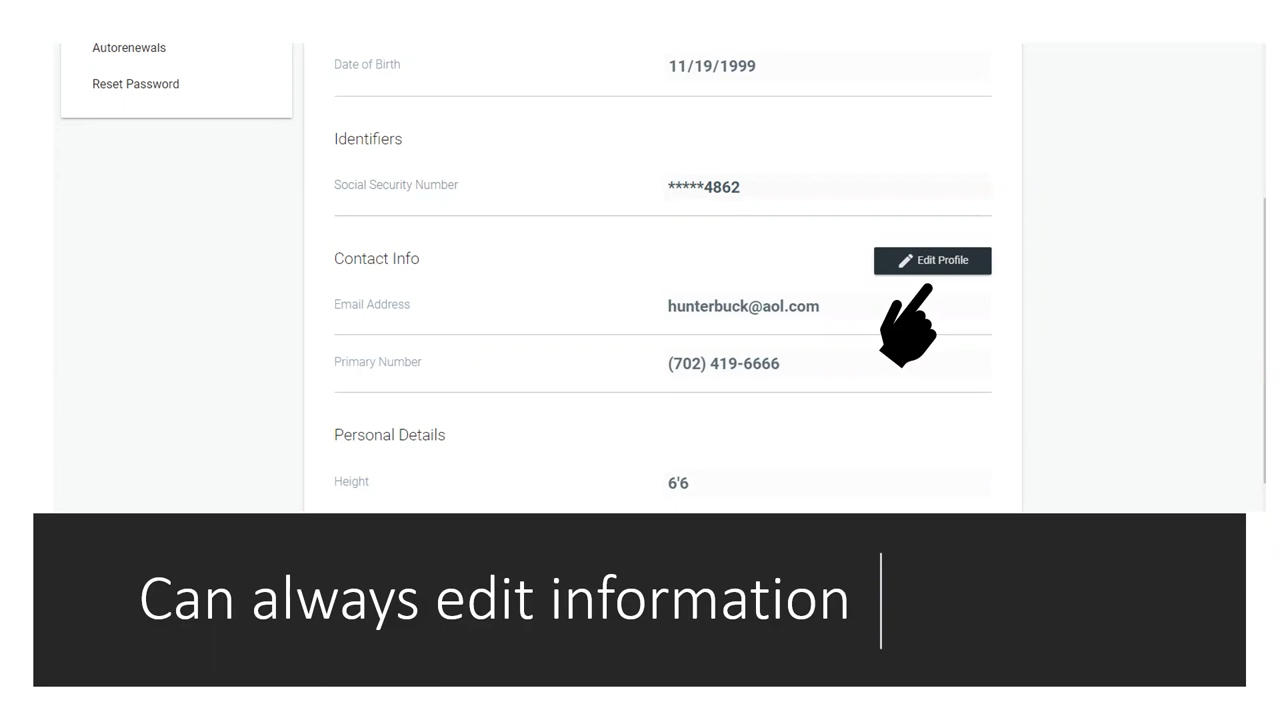 Autorenewals
Reset Password
Date of Birth 11/19/1999
Identifiers
Social Security Number *****4862
Contact Info Edit Profile
Email Address hunterbuck@aol.com
Primary Number (702) 419-6666
Personal Details
Height 6'6
Can always edit information